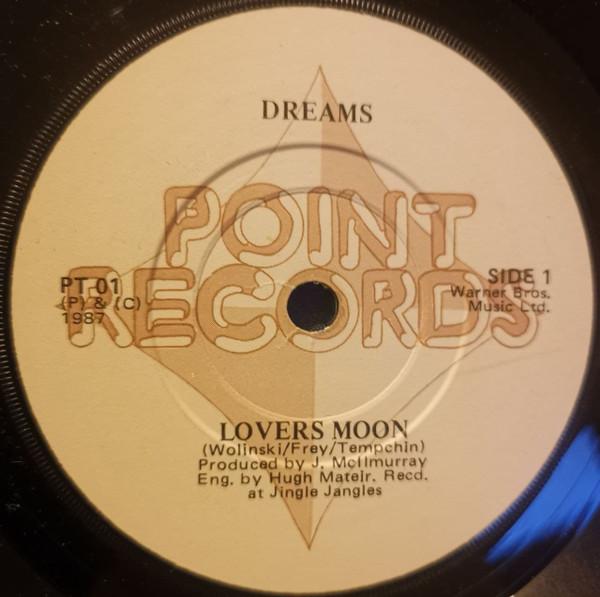 DREAMS
POINT
RECORDS
PT 01
(P) & (C)
1987
SIDE 1
Warner Bros.
Music Ltd.
LOVERS MOON
(Wolinski/Frey/Tempchin)
Produced by J. McIlmurray
Eng. by Hugh Mateir. Recd.
at Jingle Jangles